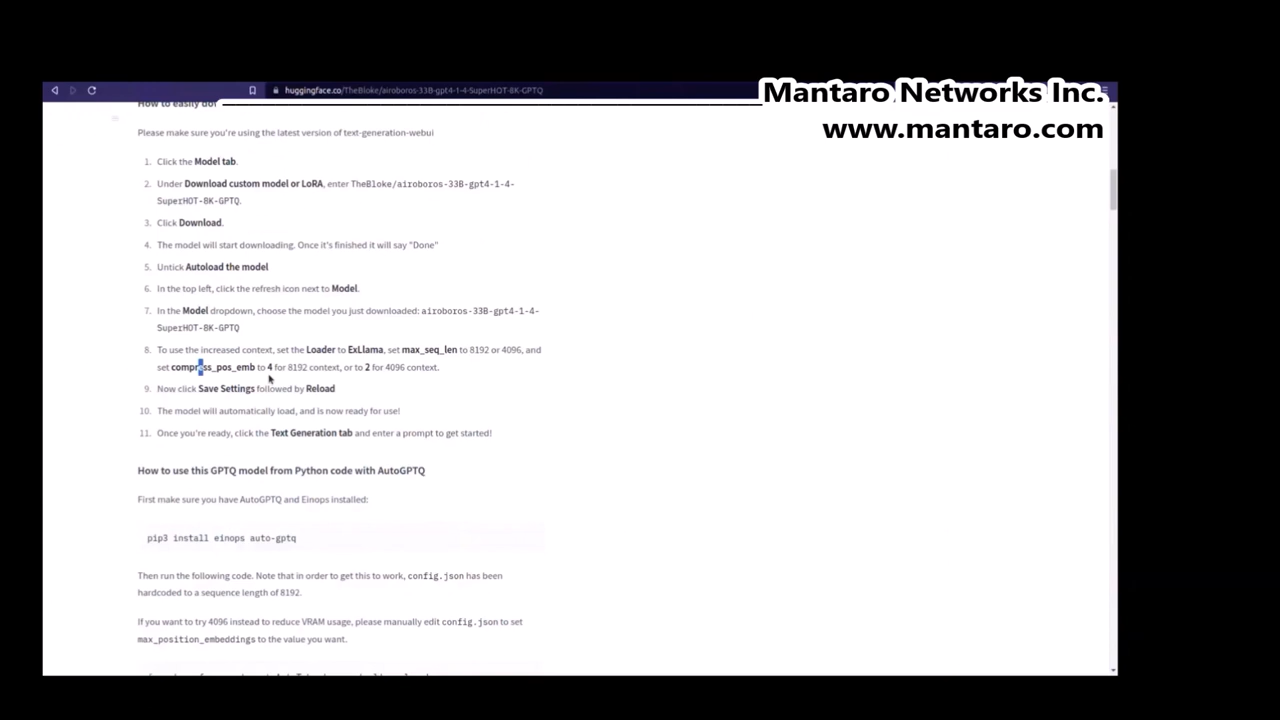 Mantaro Networks Inc.
www.mantaro.com
huggingface.co/TheBloke/airoboros-33B-gpt4-1-4-SuperHOT-8K-GPTQ
How to easily
Please make sure you're using the latest version of text-generation-webui
1. Click the Model tab.
2. Under Download custom model or LoRA, enter TheBloke/airoboros-33B-gpt4-1-4-
SuperHOT-8K-GPTQ.
3. Click Download.
4. The model will start downloading. Once it's finished it will say "Done"
5. Untick Autoload the model
6. In the top left, click the refresh icon next to Model.
7. In the Model dropdown, choose the model you just downloaded: airoboros-33B-gpt4-1-4-
SuperHOT-8K-GPTQ
8. To use the increased context, set the Loader to ExLlama, set max_seq_len to 8192 or 4096, and
set compress_pos_emb to 4 for 8192 context, or to 2 for 4096 context.
9. Now click Save Settings followed by Reload
10. The model will automatically load, and is now ready for use!
11. Once you're ready, click the Text Generation tab and enter a prompt to get started!
How to use this GPTQ model from Python code with AutoGPTQ
First make sure you have AutoGPTQ and Einops installed:
pip3 install einops auto-gptq
Then run the following code. Note that in order to get this to work, config.json has been
hardcoded to a sequence length of 8192.
If you want to try 4096 instead to reduce VRAM usage, please manually edit config.json to set
max_position_embeddings to the value you want.